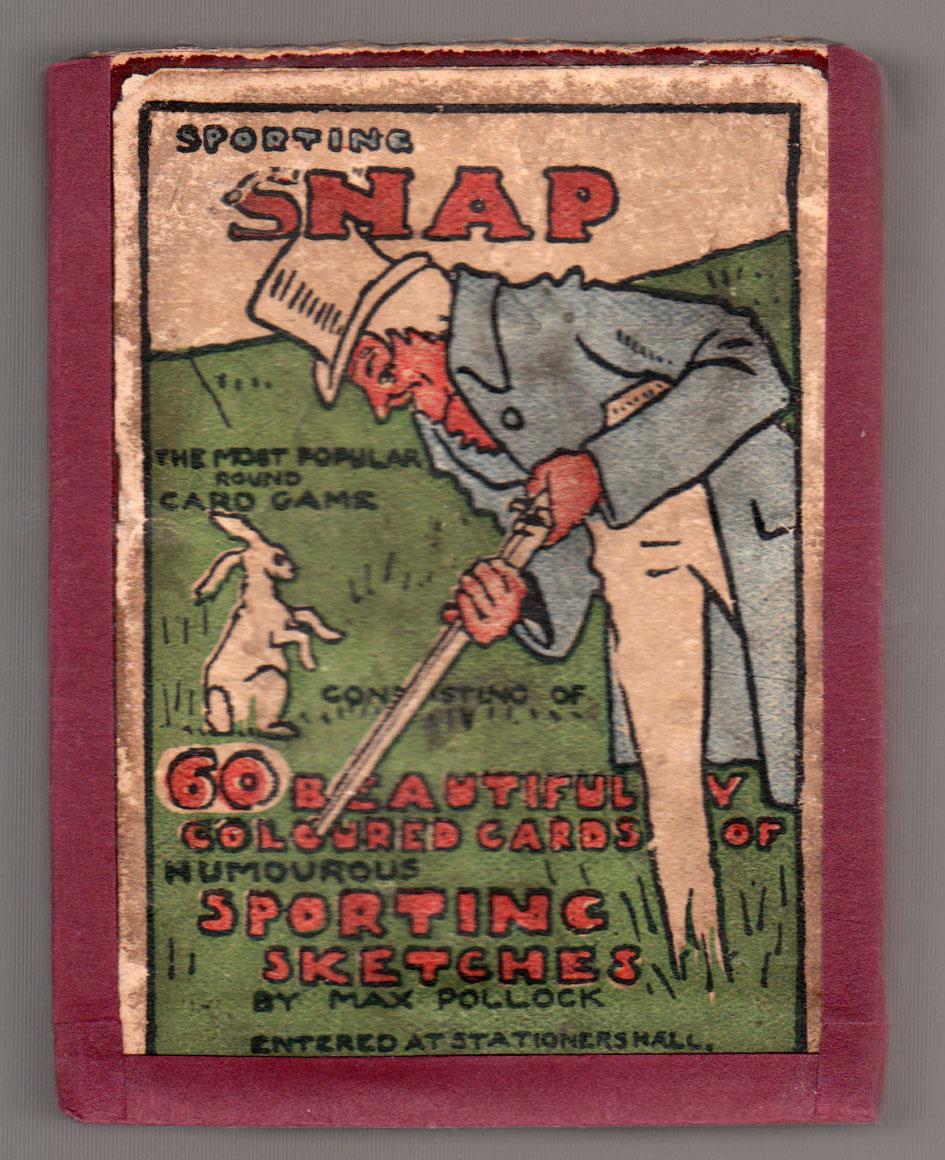 SPORTING
SNAP
THE MOST POPULAR
ROUND
CARD GAME
CONSISTING OF
60 BEAUTIFULLY
COLOURED CARDS OF
HUMOUROUS
SPORTING
SKETCHES
BY MAX POLLOCK
ENTERED AT STATIONERS HALL.